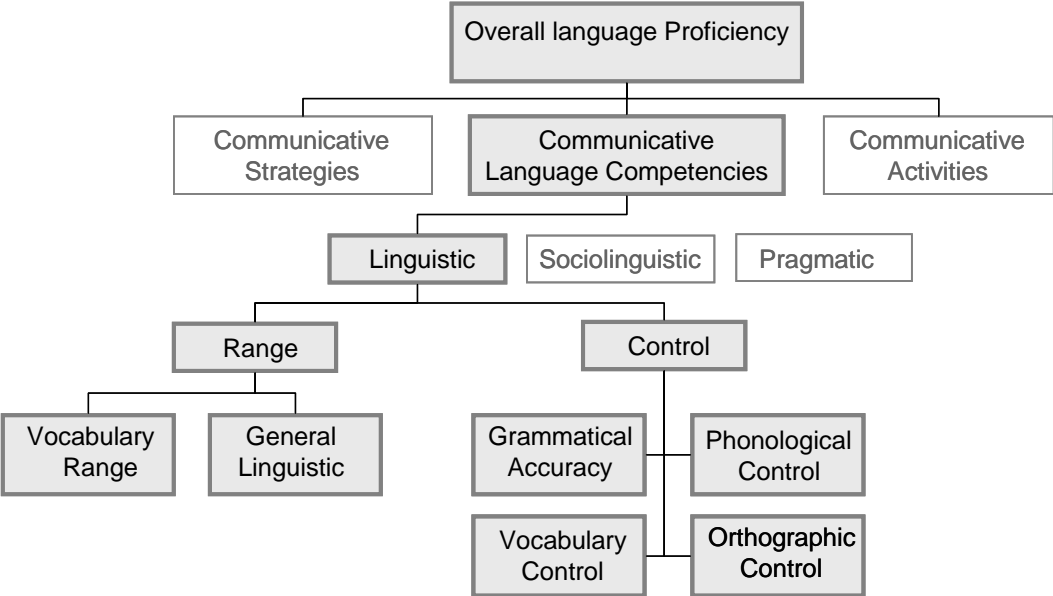 Overall language Proficiency
Communicative
Strategies
Communicative
Language Competencies
Communicative
Activities
Linguistic
Sociolinguistic
Pragmatic
Range
Control
Vocabulary
Range
General
Linguistic
Grammatical
Accuracy
Phonological
Control
Vocabulary
Control
Orthographic
Control